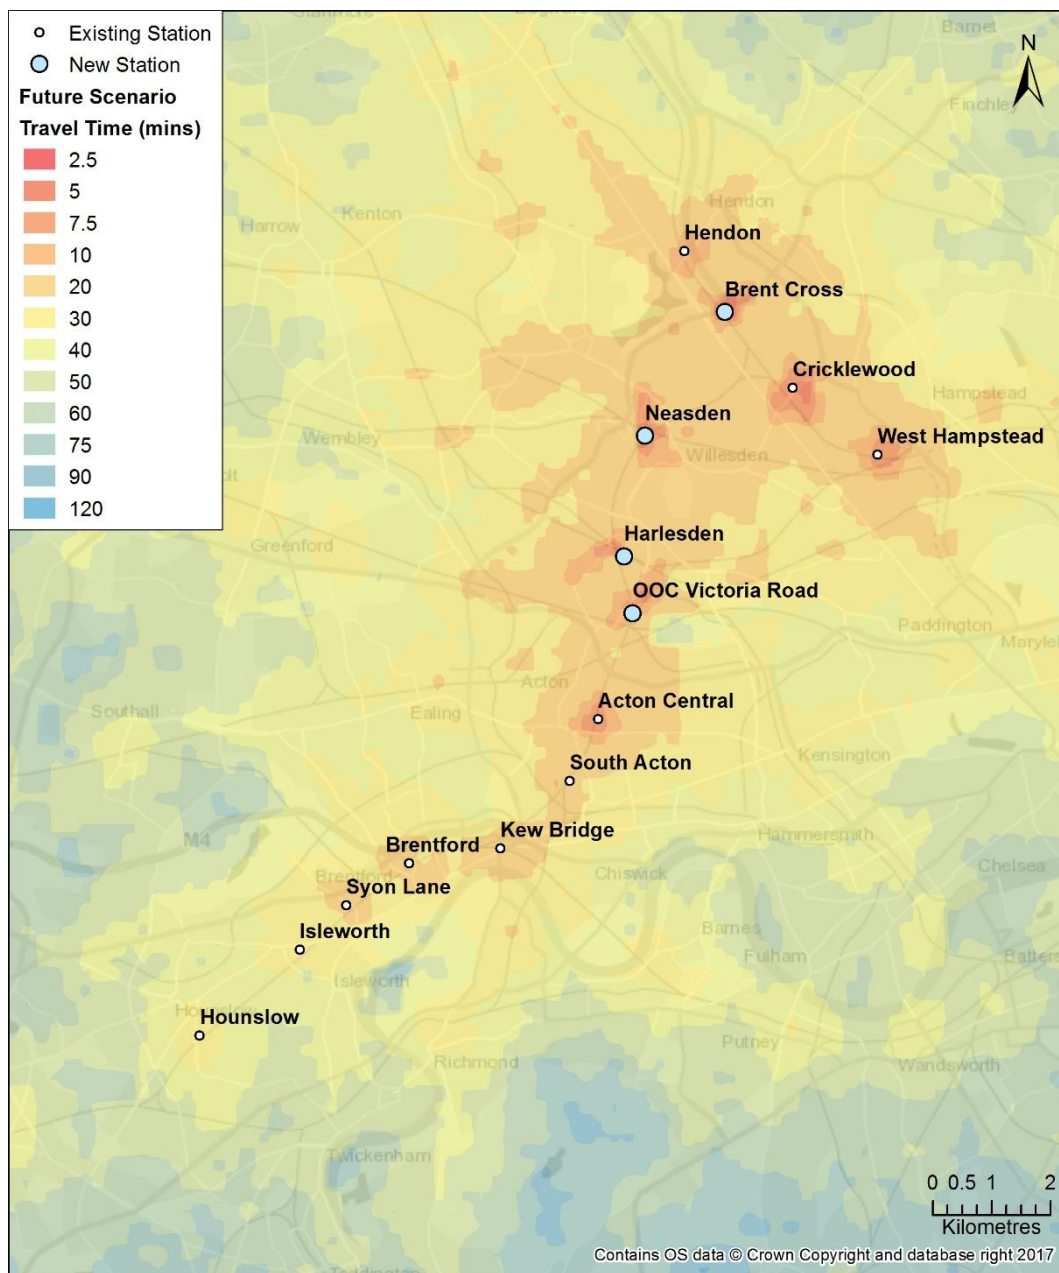 Existing Station
New Station
Future Scenario
Travel Time (mins)
2.5
5
7.5
10
20
30
40
50
60
75
90
120
N
Barnet
Finchley
Hendon
Harrow
Kenton
Hendon
Brent Cross
Cricklewood
Hampstead
Neasden
Wembley
West Hampstead
Willesden
Harlesden
Greenford
OOC Victoria Road
Paddington
Maryle
Acton
Acton Central
Southall
Ealing
Kensington
South Acton
Kew Bridge
Hammersmith
M4
Brentford
Brentford
Chiswick
Chelsea
Syon Lane
Isleworth
Barnes
Fulham
Batters
Isleworth
Hounslow
Hounslow
Putney
Richmond
Wandsworth
Twickenham
0 0.5 1 2
Kilometres
Contains OS data © Crown Copyright and database right 2017
Teddington